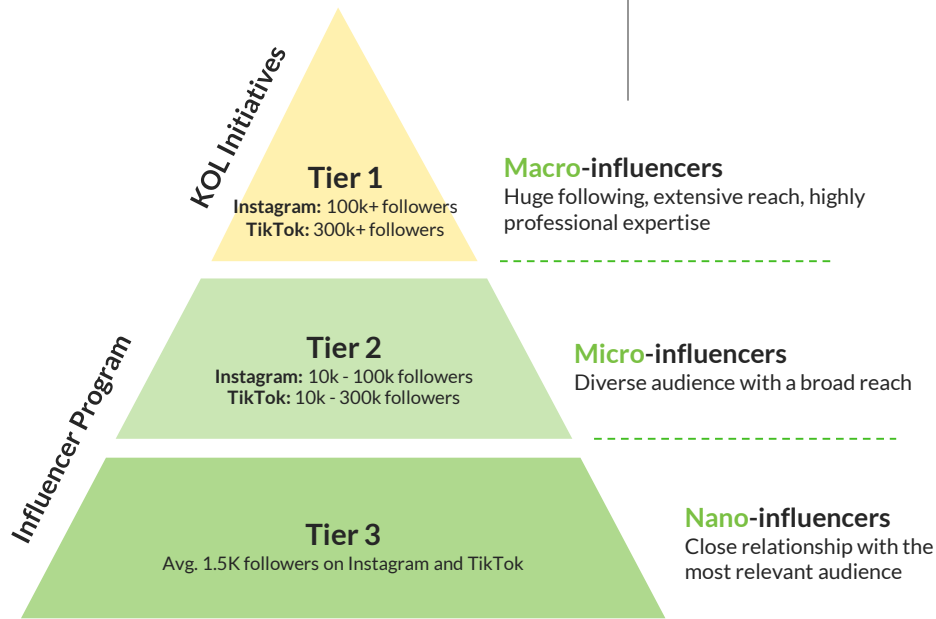 KOL Initiatives
Tier 1
Instagram: 100k+ followers
TikTok: 300k+ followers
Macro-influencers
Huge following, extensive reach, highly
professional expertise
Influencer Program
Tier 2
Instagram: 10k - 100k followers
TikTok: 10k - 300k followers
Micro-influencers
Diverse audience with a broad reach
Tier 3
Avg. 1.5K followers on Instagram and TikTok
Nano-influencers
Close relationship with the
most relevant audience